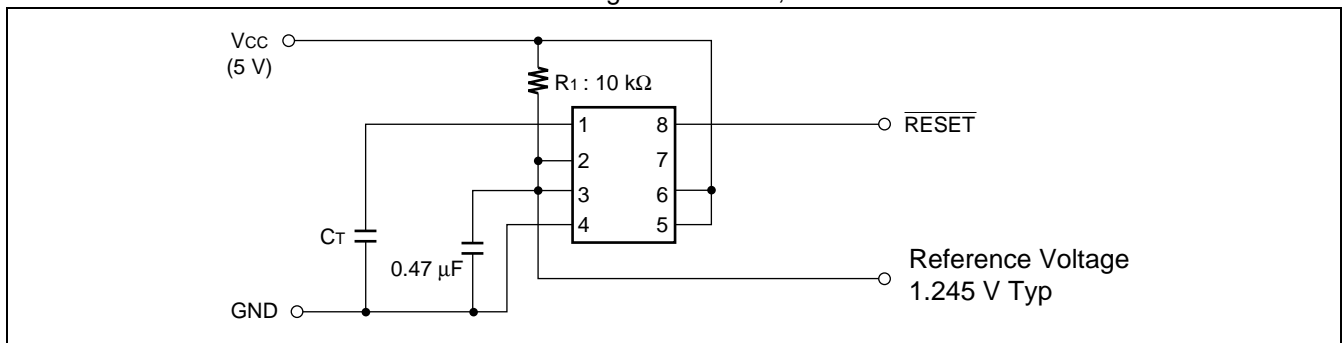 VCC
(5 V)
R1 : 10 kΩ
1 8
2 7
3 6
4 5
RESET
CT
0.47 μF
Reference Voltage
1.245 V Typ
GND